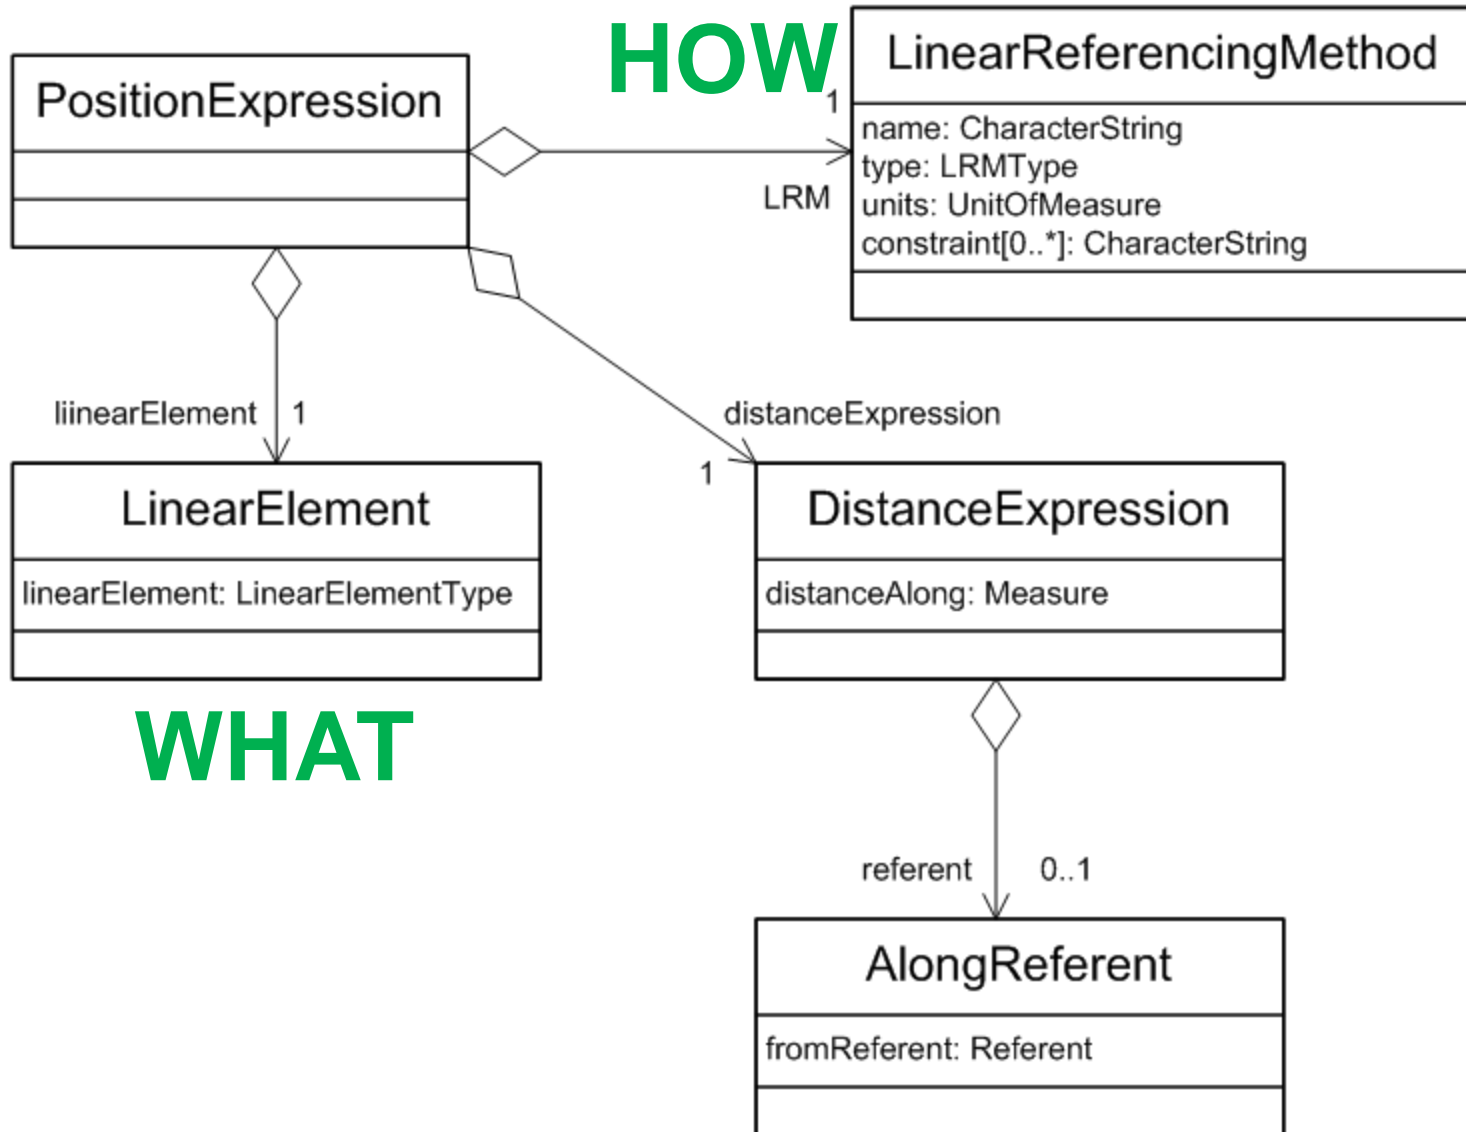 HOW
PositionExpression
LinearReferencingMethod
1
name: CharacterString
type: LRMType
units: UnitOfMeasure
constraint[0..*]: CharacterString
LRM
liinearElement
1
distanceExpression
1
LinearElement
linearElement: LinearElementType
DistanceExpression
distanceAlong: Measure
WHAT
referent
0..1
AlongReferent
fromReferent: Referent